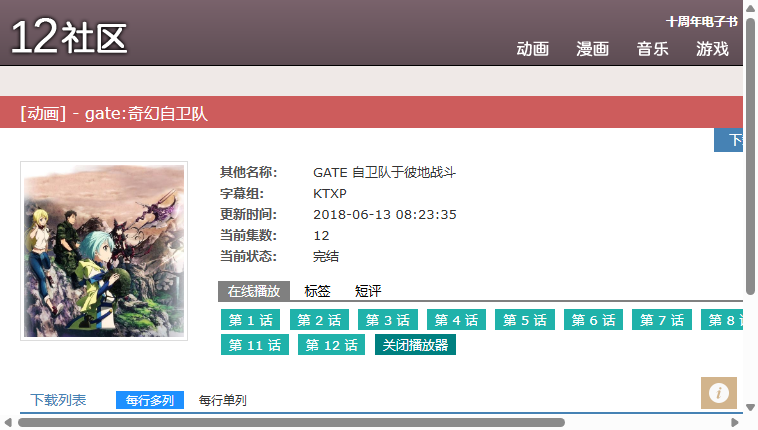 12社区
十周年电子书
动画 漫画 音乐 游戏
[动画] - gate:奇幻自卫队
其他名称: GATE 自卫队于彼地战斗
字幕组: KTXP
更新时间: 2018-06-13 08:23:35
当前集数: 12
当前状态: 完结
在线播放 标签 短评
第 1 话 第 2 话 第 3 话 第 4 话 第 5 话 第 6 话 第 7 话 第 8
第 11 话 第 12 话 关闭播放器
下载列表 每行多列 每行单列